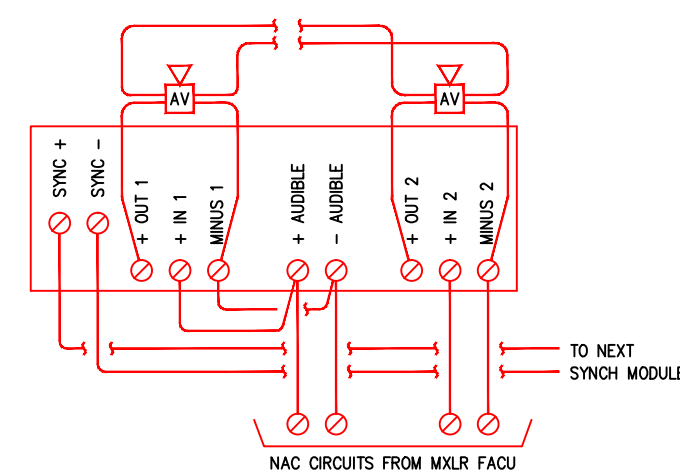 AV
AV
SYNC +
SYNC -
+ OUT 1
+ IN 1
MINUS 1
+ AUDIBLE
- AUDIBLE
+ OUT 2
+ IN 2
MINUS 2
TO NEXT
SYNCH MODULE
NAC CIRCUITS FROM MXLR FACU